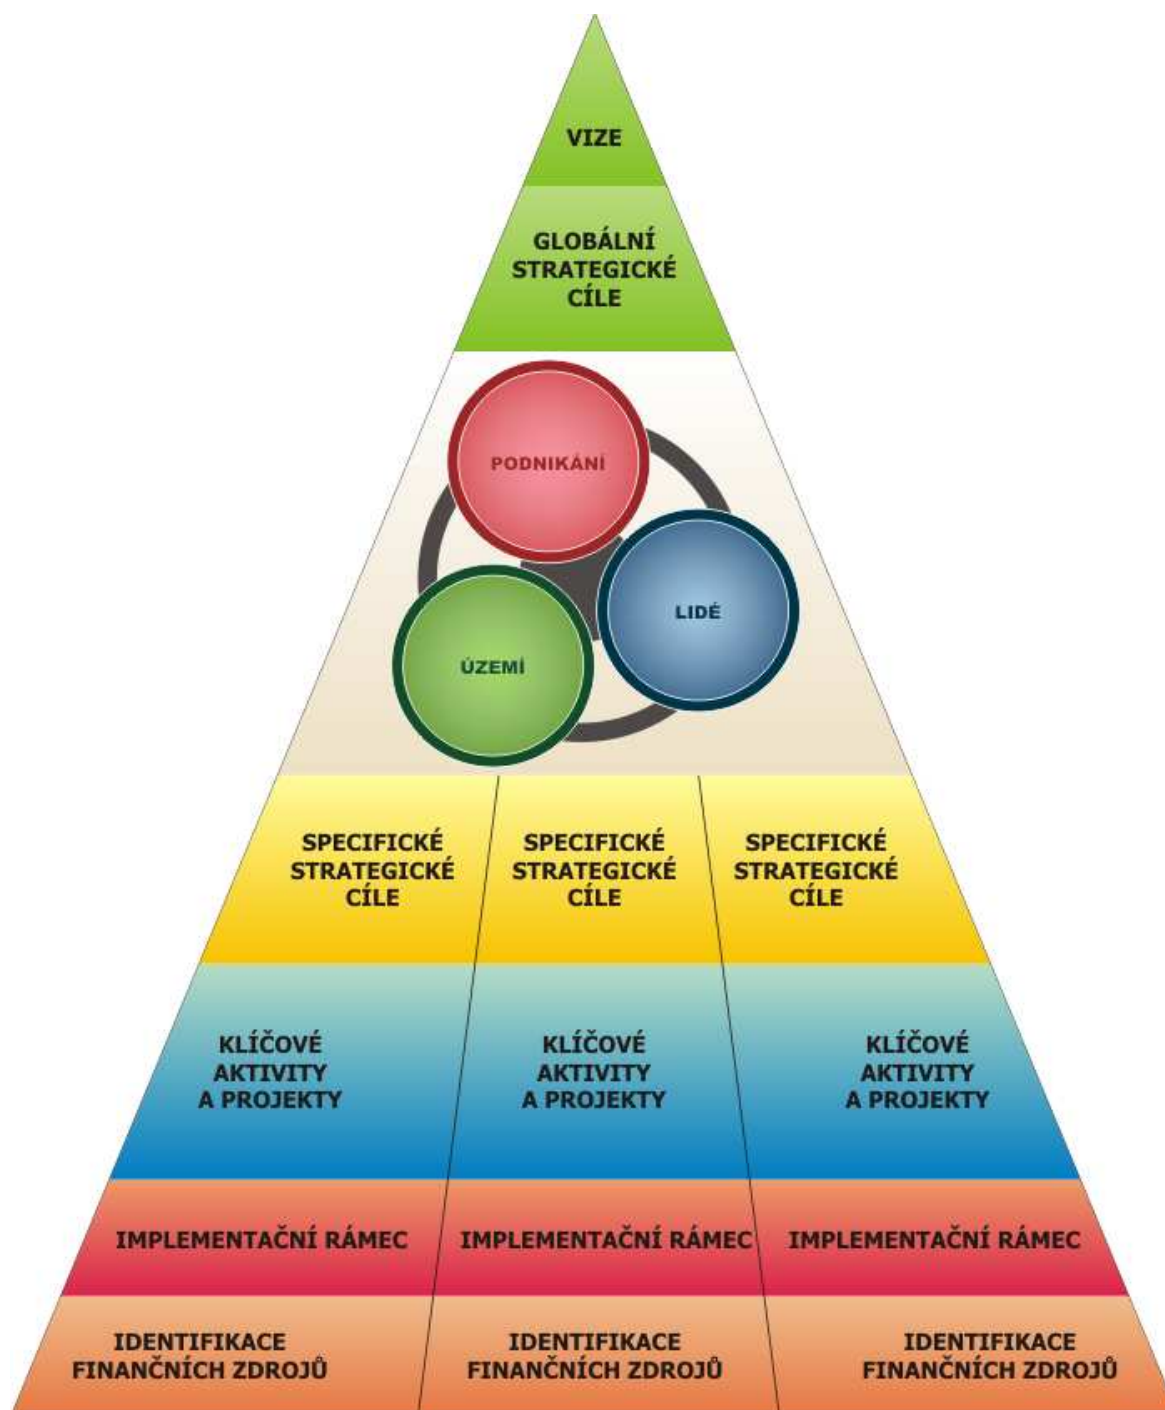 VIZE
GLOBÁLNÍ
STRATEGICKÉ
CÍLE
PODNIKÁNÍ
LIDÉ
ÚZEMÍ
SPECIFICKÉ
STRATEGICKÉ
CÍLE
SPECIFICKÉ
STRATEGICKÉ
CÍLE
SPECIFICKÉ
STRATEGICKÉ
CÍLE
KLÍČOVÉ
AKTIVITY
A PROJEKTY
KLÍČOVÉ
AKTIVITY
A PROJEKTY
KLÍČOVÉ
AKTIVITY
A PROJEKTY
IMPLEMENTAČNÍ RÁMEC
IMPLEMENTAČNÍ RÁMEC
IMPLEMENTAČNÍ RÁMEC
IDENTIFIKACE
FINANČNÍCH ZDROJŮ
IDENTIFIKACE
FINANČNÍCH ZDROJŮ
IDENTIFIKACE
FINANČNÍCH ZDROJŮ